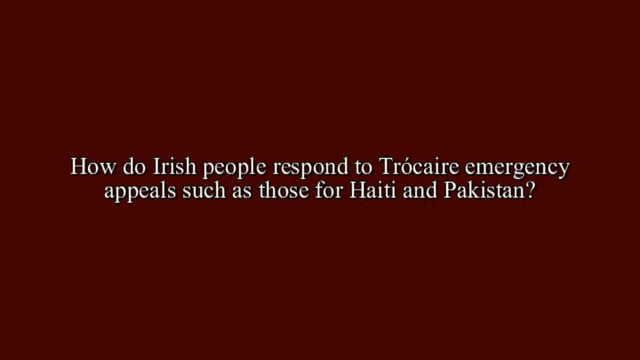 How do Irish people respond to Trócaire emergency
appeals such as those for Haiti and Pakistan?